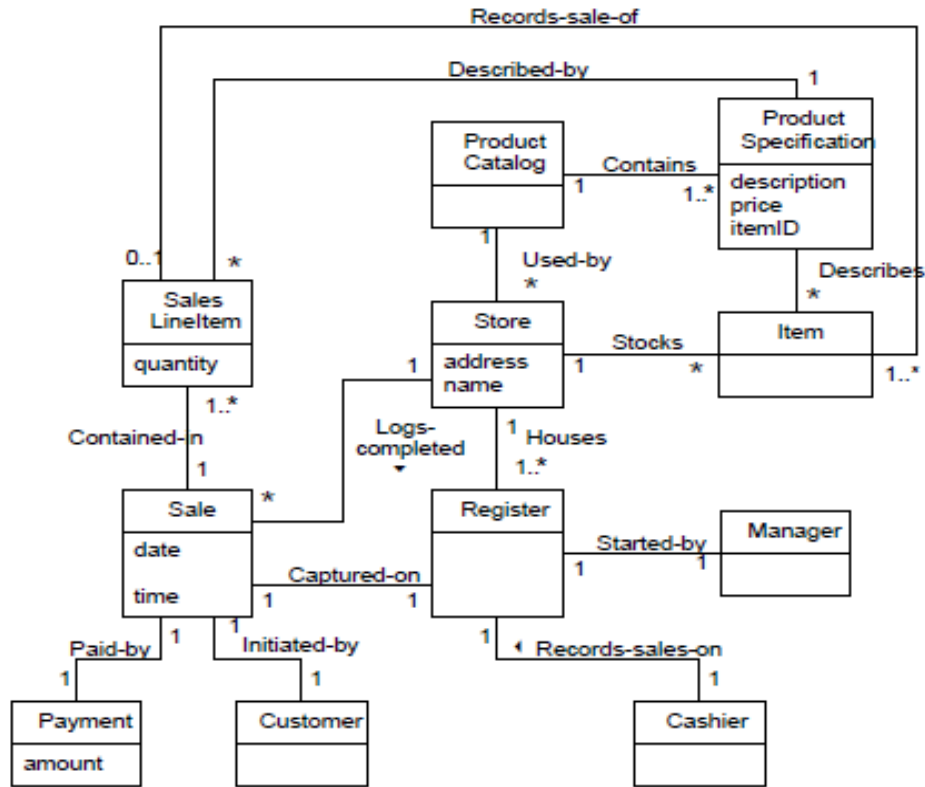 Records-sale-of
Described-by
1
Product
Specification
description
price
itemID
Product
Catalog
Contains
1
1..*
1
0..1
*
Used-by
*
Describes
*
Sales
LineItem
quantity
Store
address
name
Stocks
1
*
Item
1..*
1
1..*
Contained-in
1
Logs-
completed
*
1
Houses
1..*
Sale
date
time
Register
Started-by
1
1
Manager
Captured-on
1
1
1
1
Paid-by
Initiated-by
1
Records-sales-on
1
1
1
Payment
amount
Customer
Cashier